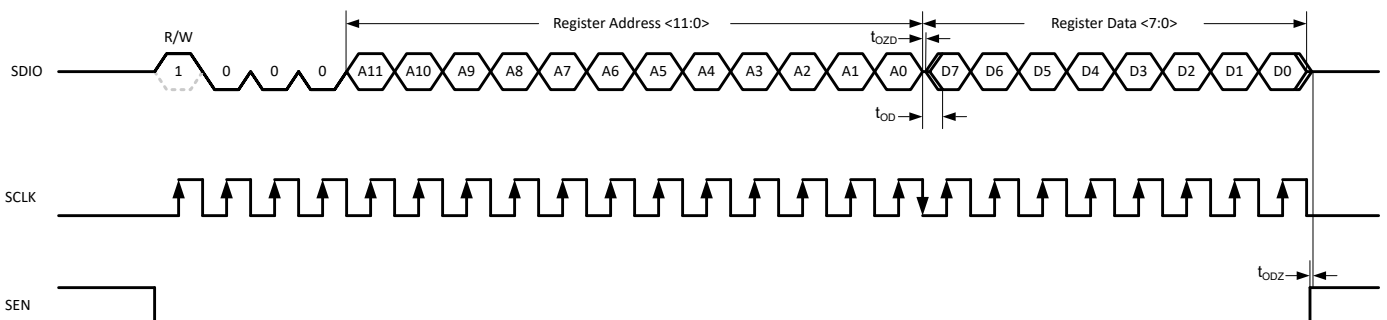 Register Address <11:0>
Register Data <7:0>
R/W
tOZD
SDIO
1 0 0 0 A11 A10 A9 A8 A7 A6 A5 A4 A3 A2 A1 A0 D7 D6 D5 D4 D3 D2 D1 D0
tOD
SCLK
tODZ
SEN